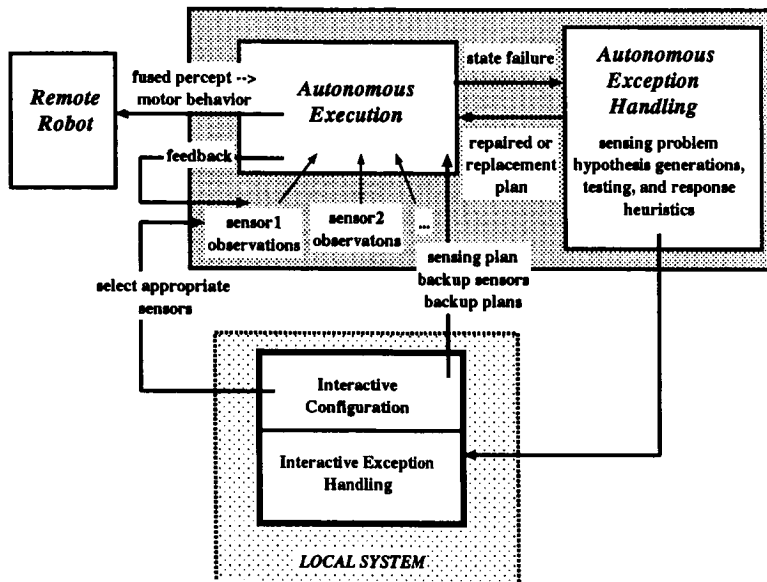 Remote
Robot
fused percept -->
motor behavior
feedback
Autonomous
Execution
state failure
repaired or
replacement
plan
Autonomous
Exception
Handling
sensing problem
hypothesis generations,
testing, and response
heuristics
sensor1
observations
sensor2
observatons
...
sensing plan
backup sensors
backup plans
select appropriate
sensors
Interactive
Configuration
Interactive Exception
Handling
LOCAL SYSTEM